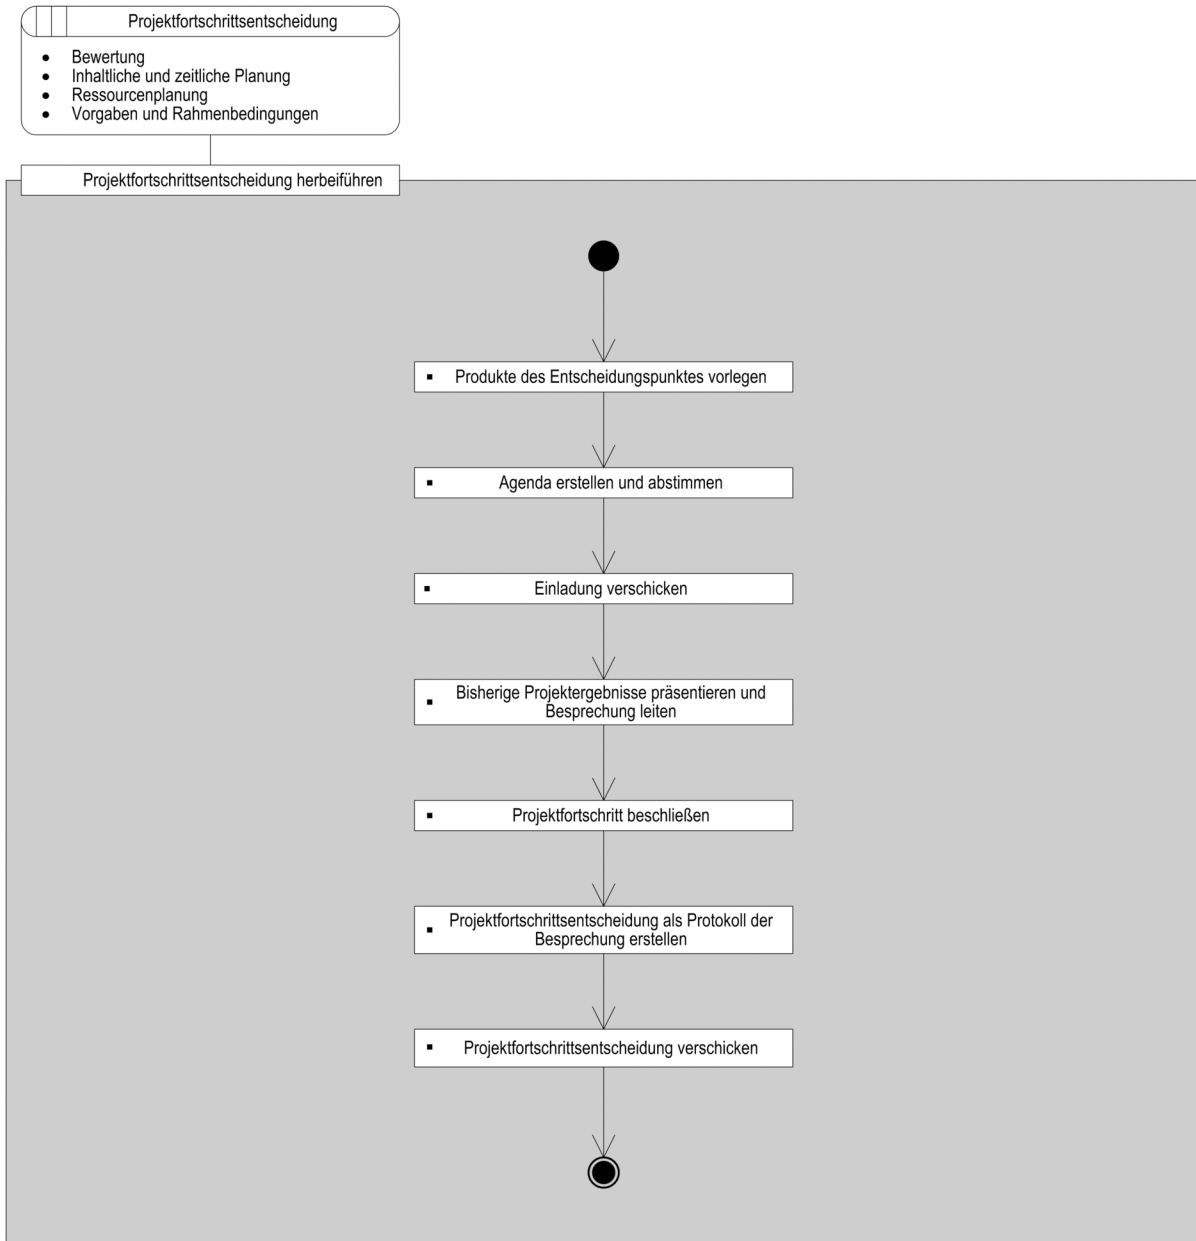 Projektfortschrittsentscheidung
Bewertung
Inhaltliche und zeitliche Planung
Ressourcenplanung
Vorgaben und Rahmenbedingungen
Projektfortschrittsentscheidung herbeiführen
Produkte des Entscheidungspunktes vorlegen
Agenda erstellen und abstimmen
Einladung verschicken
Bisherige Projektergebnisse präsentieren und
Besprechung leiten
Projektfortschritt beschließen
Projektfortschrittsentscheidung als Protokoll der
Besprechung erstellen
Projektfortschrittsentscheidung verschicken